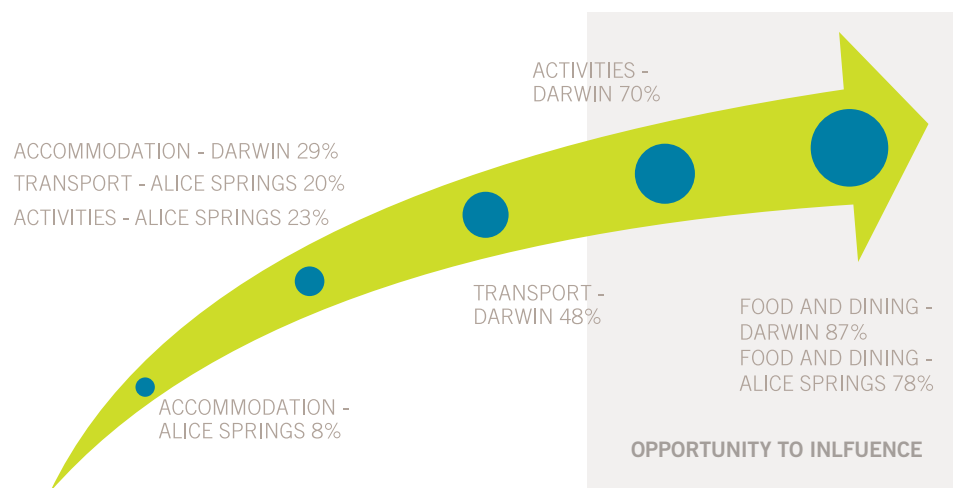 ACTIVITIES -
DARWIN 70%
ACCOMMODATION - DARWIN 29%
TRANSPORT - ALICE SPRINGS 20%
ACTIVITIES - ALICE SPRINGS 23%
TRANSPORT -
DARWIN 48%
FOOD AND DINING -
DARWIN 87%
FOOD AND DINING -
ALICE SPRINGS 78%
ACCOMMODATION -
ALICE SPRINGS 8%
OPPORTUNITY TO INLFUENCE